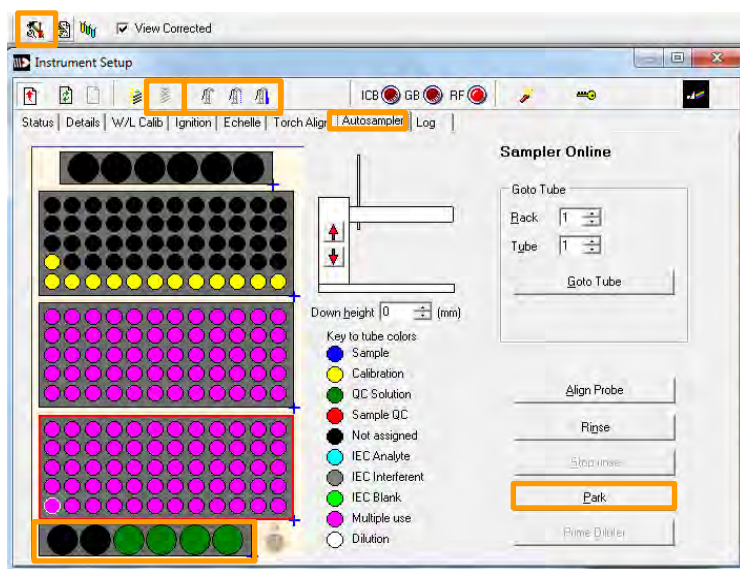 View Corrected
Instrument Setup
ICB GB RF
Status Details W/L Calib Ignition Echelle Torch Align Autosampler Log
Sampler Online
Goto Tube
Rack 1
Tube 1
Goto Tube
Down height 0 (mm)
Key to tube colors
Sample
Calibration
QC Solution
Sample QC
Not assigned
IEC Analyte
IEC Interferent
IEC Blank
Multiple use
Dilution
Align Probe
Rinse
Stop rinse
Park
Prime Diluter